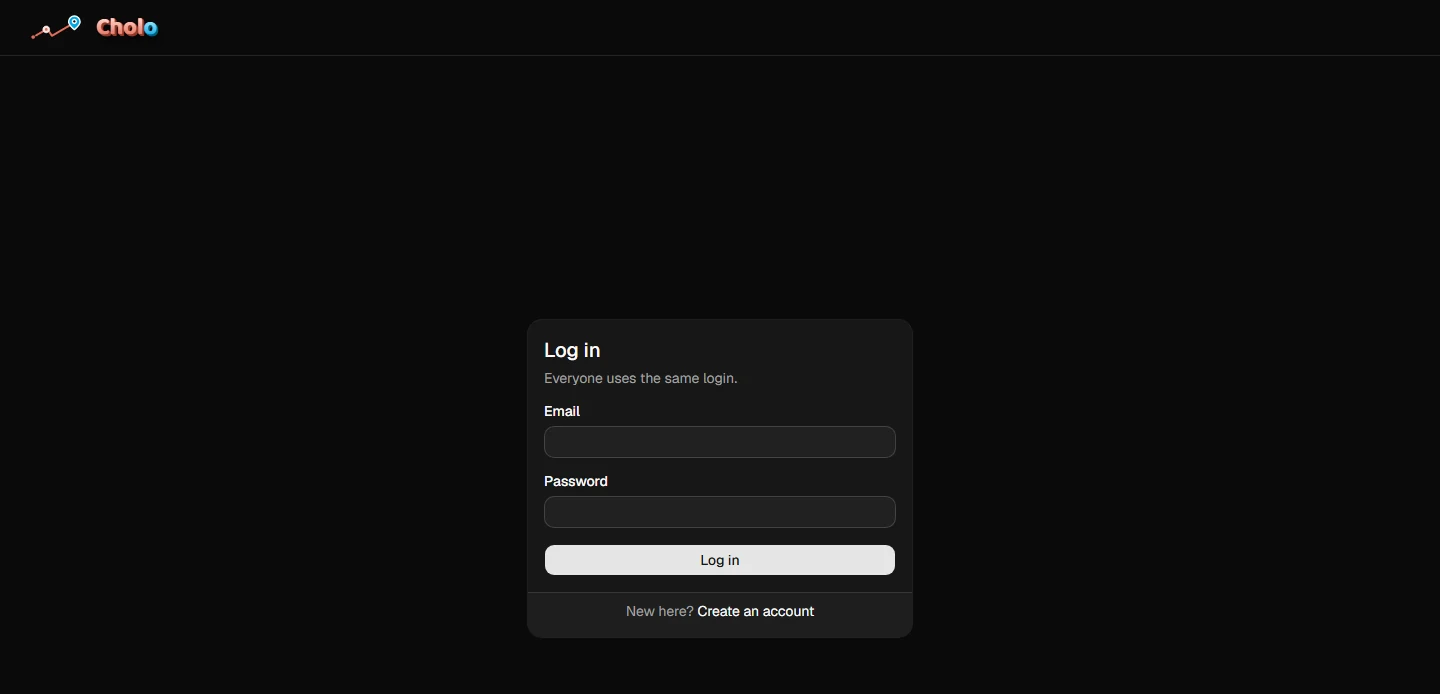 Cholo
Log in
Everyone uses the same login.
Email
Password
Log in
New here? Create an account